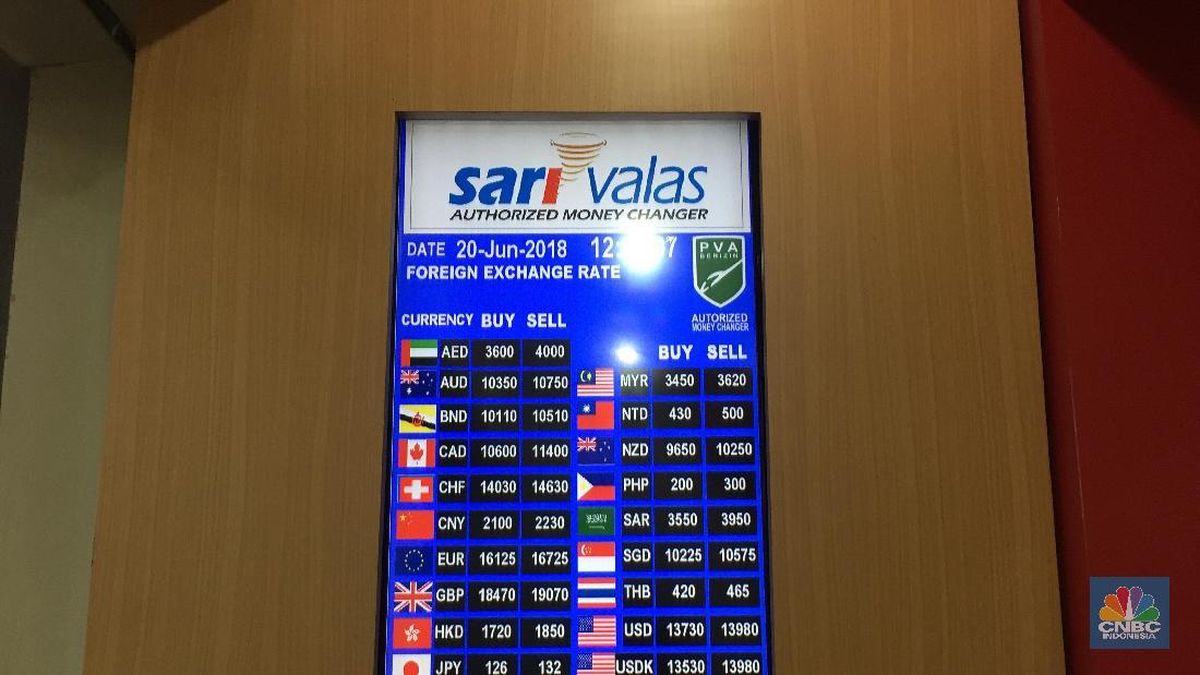 sari valas
AUTHORIZED MONEY CHANGER
DATE 20-Jun-2018
FOREIGN EXCHANGE RATE
PVA
BERIZIN
AUTORIZED
MONEY CHANGER
CURRENCY BUY SELL
AED 3600 4000
AUD 10350 10750
BND 10110 10510
CAD 10600 11400
CHF 14030 14630
CNY 2100 2230
EUR 16125 16725
GBP 18470 19070
HKD 1720 1850
JPY 126 132
BUY SELL
MYR 3450 3620
NTD 430 500
NZD 9650 10250
PHP 200 300
SAR 3550 3950
SGD 10225 10575
THB 420 465
USD 13730 13980
USDK 13530 13980
CNBC
INDONESIA